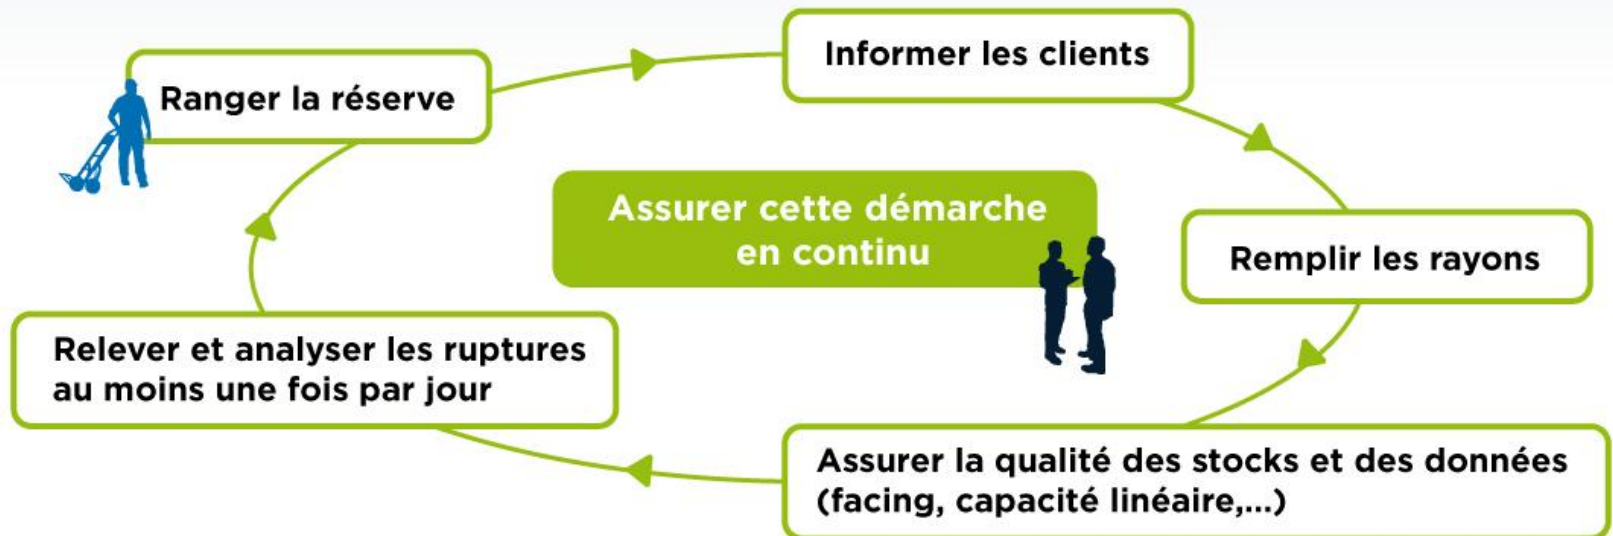 Informer les clients
Ranger la réserve
Assurer cette démarche
en continu
Remplir les rayons
Relever et analyser les ruptures
au moins une fois par jour
Assurer la qualité des stocks et des données
(facing, capacité linéaire,...)